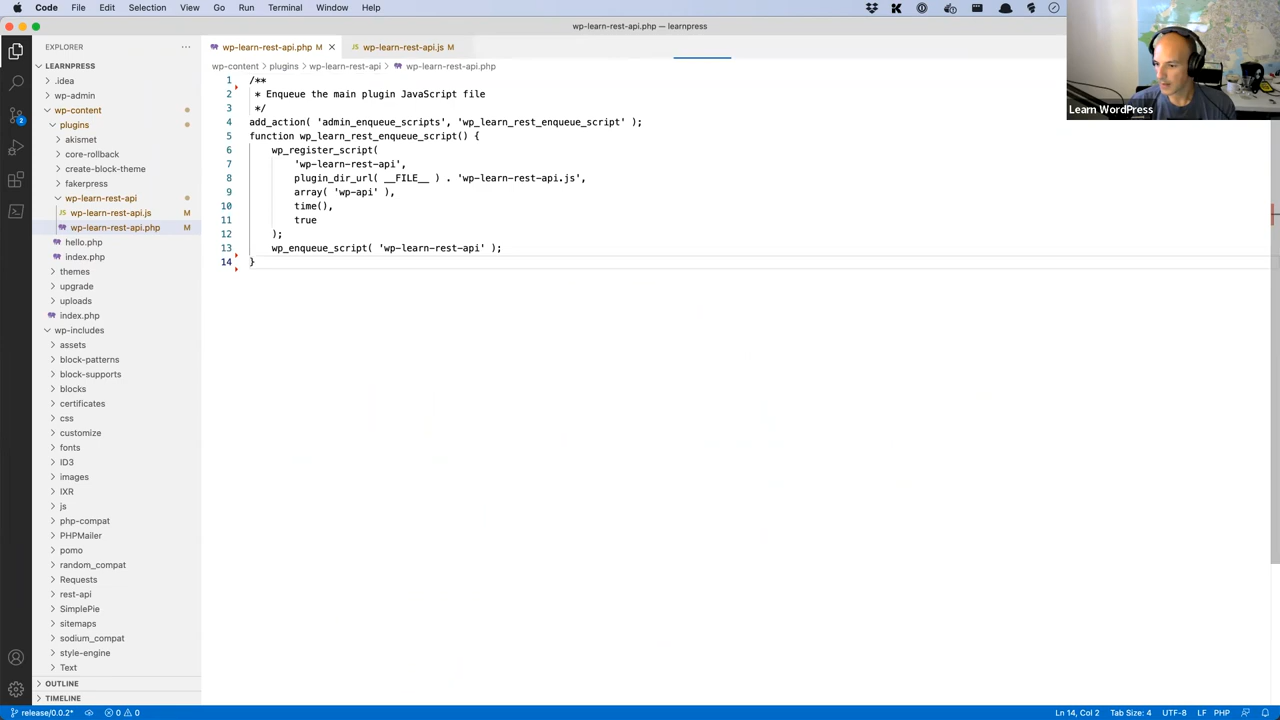 Code File Edit Selection View Go Run Terminal Window Help
wp-learn-rest-api.php — learnpress
EXPLORER
LEARNPRESS
.idea
wp-admin
wp-content
plugins
akismet
core-rollback
create-block-theme
fakerpress
wp-learn-rest-api
wp-learn-rest-api.js M
wp-learn-rest-api.php M
hello.php
index.php
themes
upgrade
uploads
index.php
wp-includes
assets
block-patterns
block-supports
blocks
certificates
css
customize
fonts
ID3
images
IXR
js
php-compat
PHPMailer
pomo
random_compat
Requests
rest-api
SimplePie
sitemaps
sodium_compat
style-engine
Text
OUTLINE
TIMELINE
wp-learn-rest-api.php M
wp-learn-rest-api.js M
wp-content > plugins > wp-learn-rest-api > wp-learn-rest-api.php
1 /**
2 * Enqueue the main plugin JavaScript file
3 */
4 add_action( 'admin_enqueue_scripts', 'wp_learn_rest_enqueue_script' );
5 function wp_learn_rest_enqueue_script() {
6 wp_register_script(
7 'wp-learn-rest-api',
8 plugin_dir_url( __FILE__ ) . 'wp-learn-rest-api.js',
9 array( 'wp-api' ),
10 time(),
11 true
12 );
13 wp_enqueue_script( 'wp-learn-rest-api' );
14 }
Learn WordPress
2
release/0.0.2* 0 0 Ln 14, Col 2 Tab Size: 4 UTF-8 LF PHP